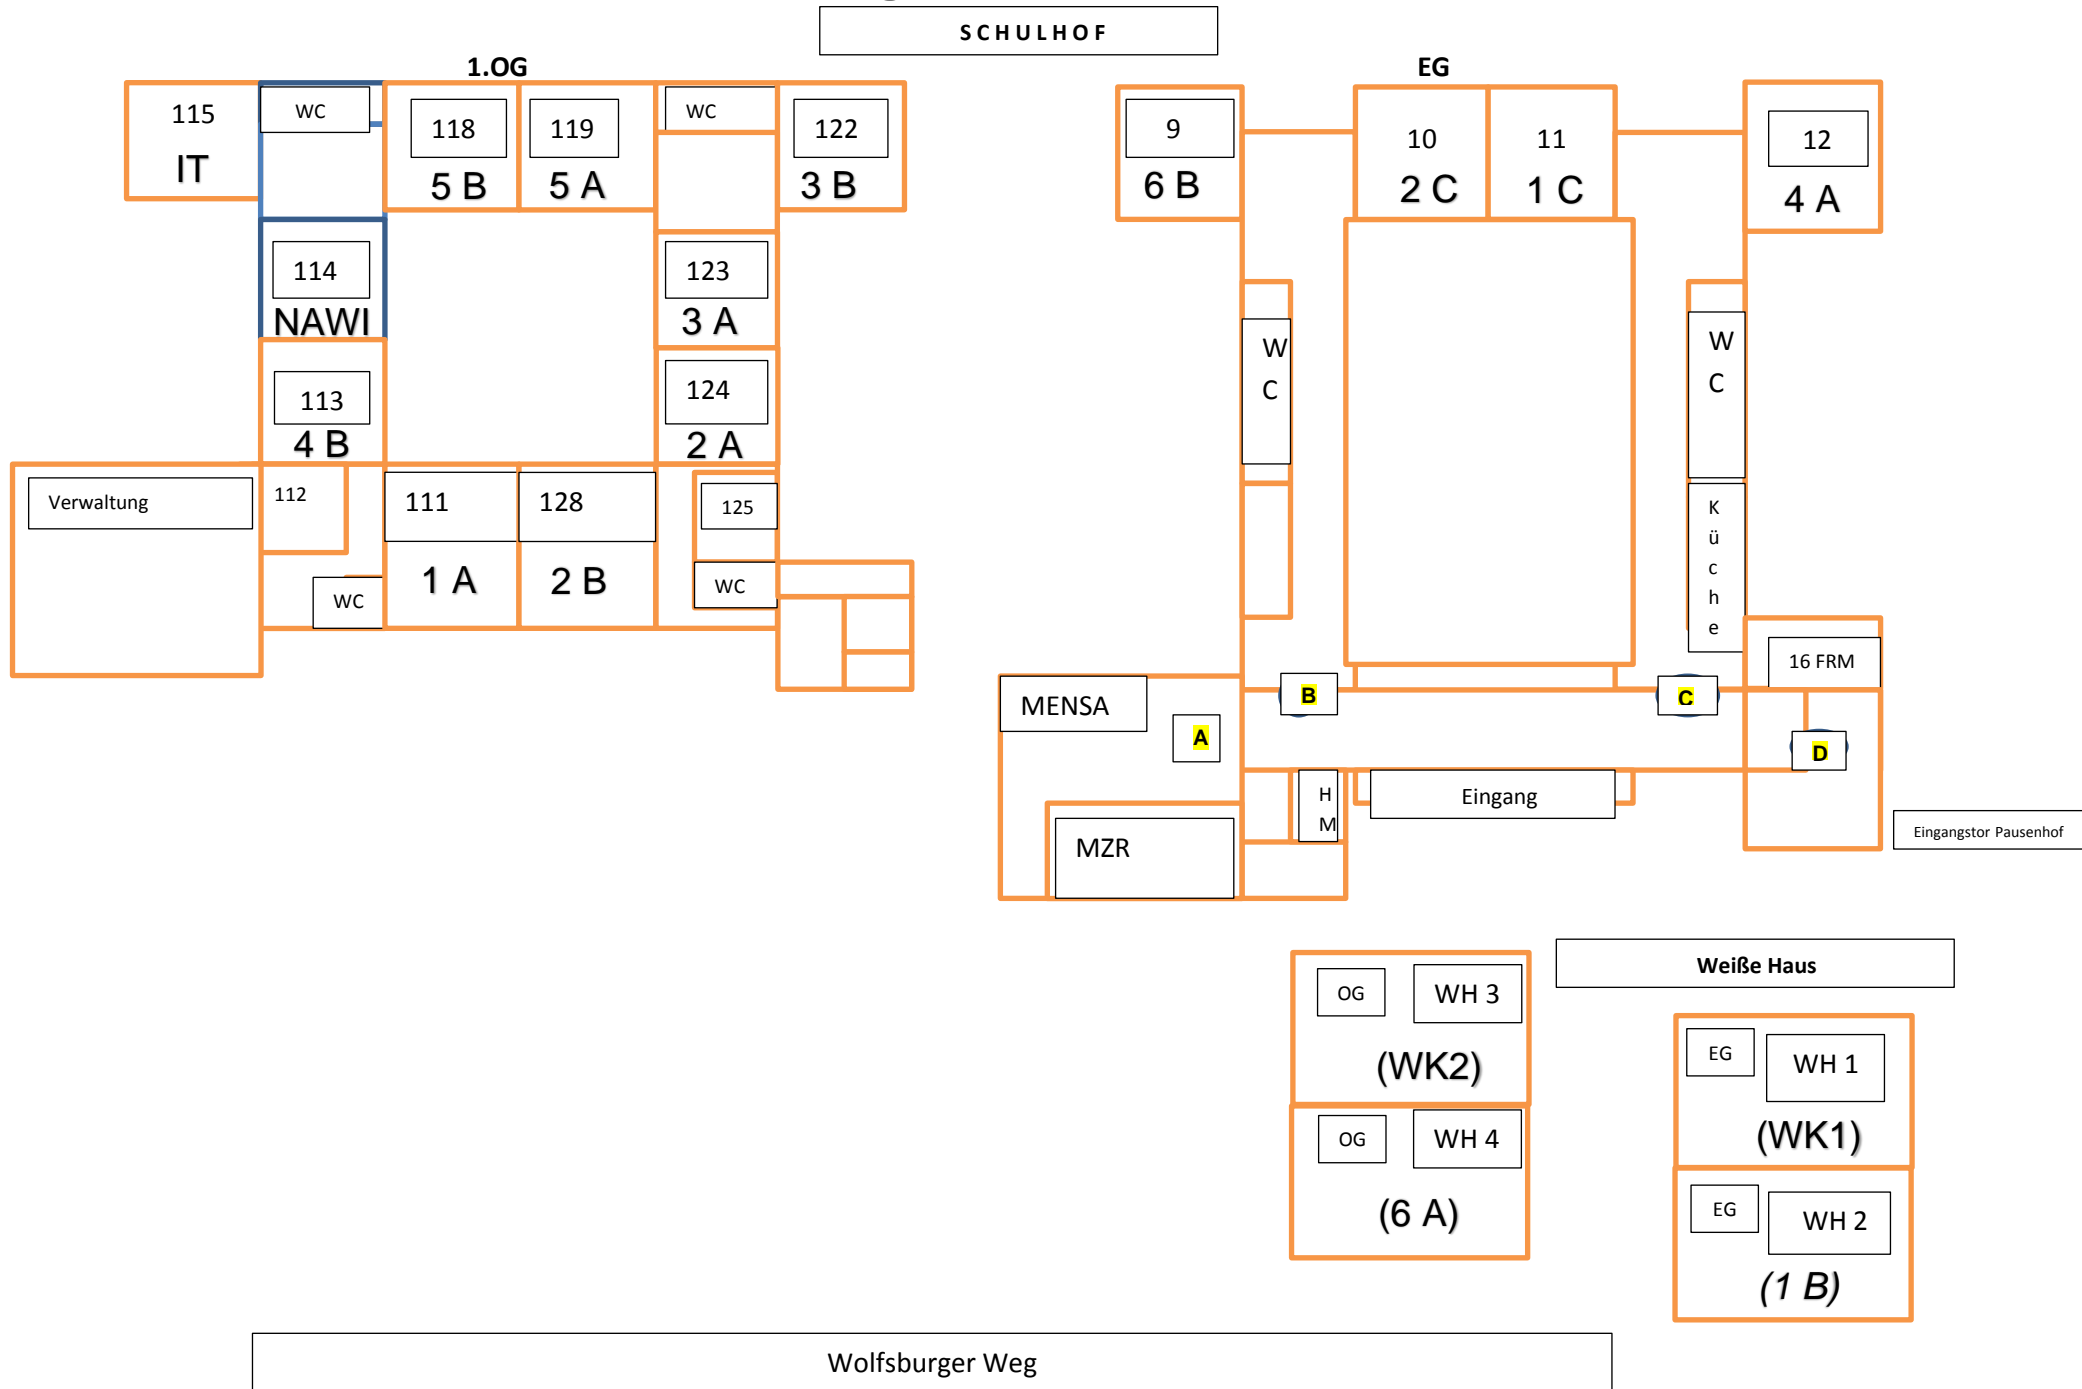 SCHULHOF
1.OG
115
IT
WC
118
5 B
119
5 A
WC
122
3 B
114
NAWI
123
3 A
113
4 B
124
2 A
Verwaltung
112
111
128
125
1 A
2 B
WC
WC
EG
9
6 B
10
2 C
11
1 C
12
4 A
W
C
W
C
K
ü
c
h
e
16 FRM
MENSA
A
B
C
D
H
M
Eingang
MZR
Eingangstor Pausenhof
Weiße Haus
OG
WH 3
(WK2)
OG
WH 4
(6 A)
EG
WH 1
(WK1)
EG
WH 2
(1 B)
Wolfsburger Weg